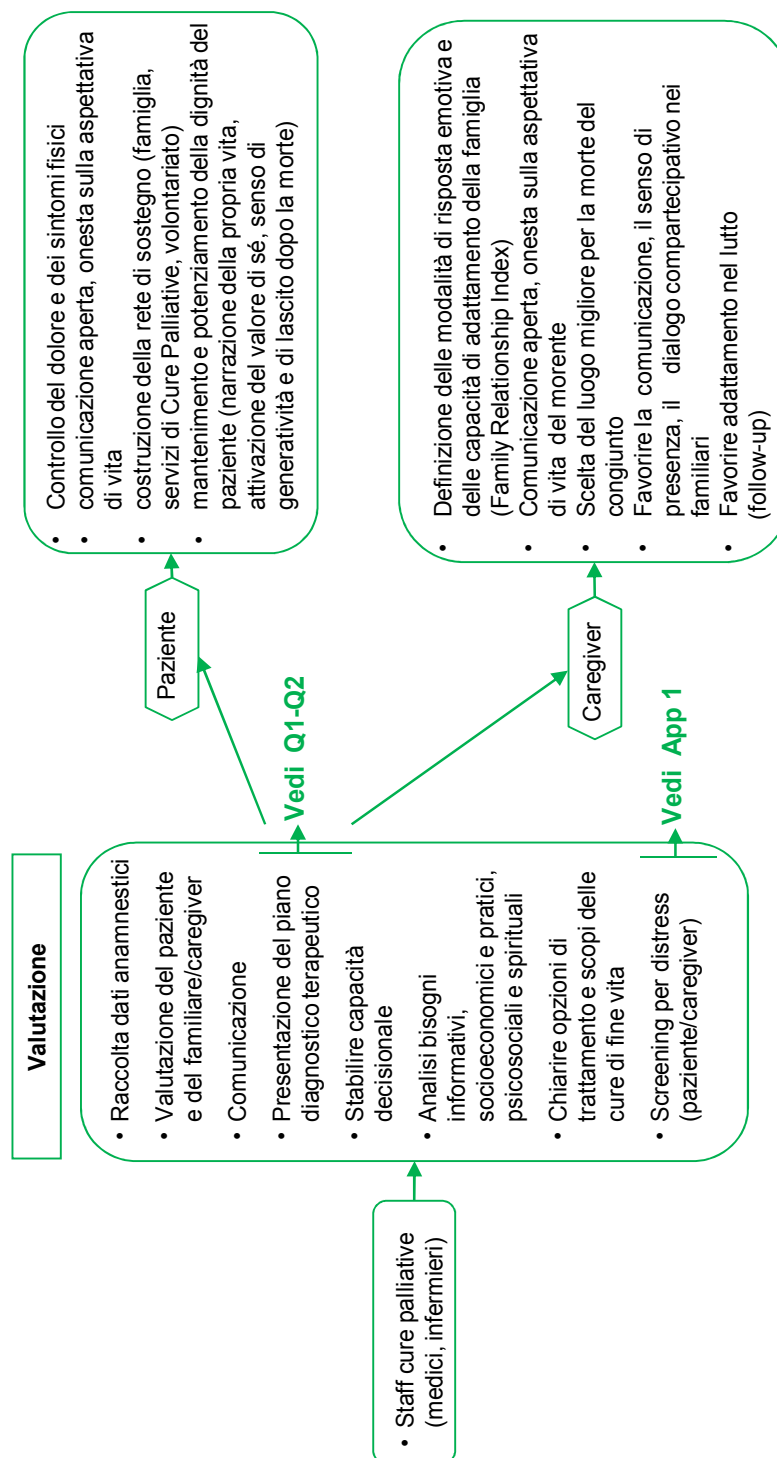 Valutazione
• Staff cure palliative
(medici, infermieri)
• Raccolta dati anamnestici
• Valutazione del paziente
e del familiare/caregiver
• Comunicazione
• Presentazione del piano
diagnostico terapeutico
• Stabilire capacità
decisionale
• Analisi bisogni
informativi,
socioeconomici e pratici,
psicosociali e spirituali
• Chiarire opzioni di
trattamento e scopi delle
cure di fine vita
• Screening per distress
(paziente/caregiver)
Vedi Q1-Q2
Vedi App 1
Paziente
• Controllo del dolore e dei sintomi fisici
• comunicazione aperta, onesta sulla aspettativa
di vita
• costruzione della rete di sostegno (famiglia,
servizi di Cure Palliative, volontariato)
• mantenimento e potenziamento della dignità del
paziente (narrazione della propria vita,
attivazione del valore di sé, senso di
generatività e di lascito dopo la morte)
Caregiver
• Definizione delle modalità di risposta emotiva e
delle capacità di adattamento della famiglia
(Family Relationship Index)
• Comunicazione aperta, onesta sulla aspettativa
di vita del morente
• Scelta del luogo migliore per la morte del
congiunto
• Favorire la comunicazione, il senso di
presenza, il dialogo compartecipativo nei
familiari
• Favorire adattamento nel lutto
(follow-up)